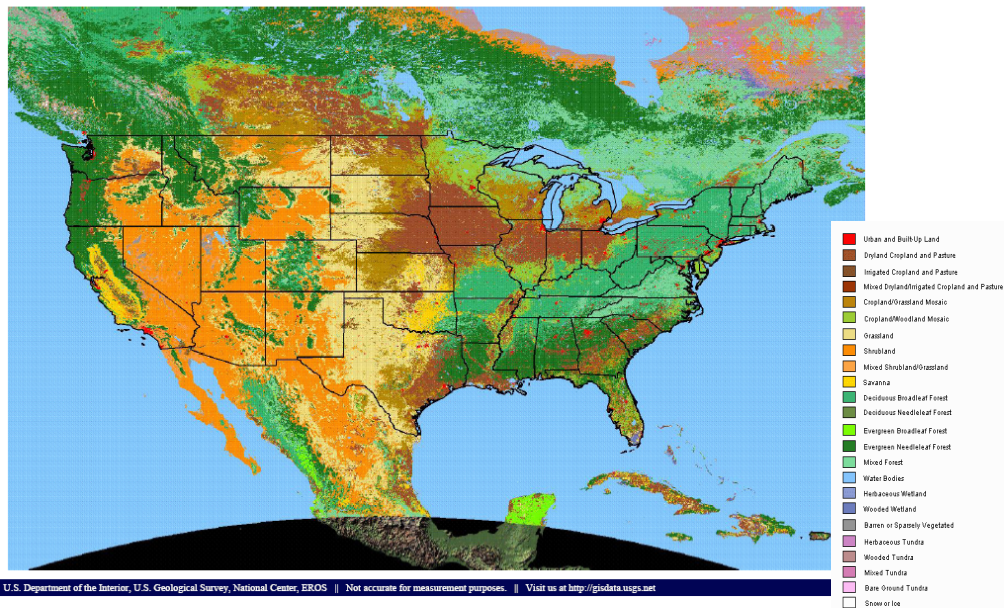 Urban and Built-Up Land
Dryland Cropland and Pasture
Irrigated Cropland and Pasture
Mixed Dryland/Irrigated Cropland and Pasture
Cropland/Grassland Mosaic
Cropland/Woodland Mosaic
Grassland
Shrubland
Mixed Shrubland/Grassland
Savanna
Deciduous Broadleaf Forest
Deciduous Needleleaf Forest
Evergreen Broadleaf Forest
Evergreen Needleleaf Forest
Mixed Forest
Water Bodies
Herbaceous Wetland
Wooded Wetland
Barren or Sparsely Vegetated
Herbaceous Tundra
Wooded Tundra
Mixed Tundra
Bare Ground Tundra
Snow or Ice
U.S. Department of the Interior, U.S. Geological Survey, National Center, EROS || Not accurate for measurement purposes. || Visit us at http://gisdata.usgs.net